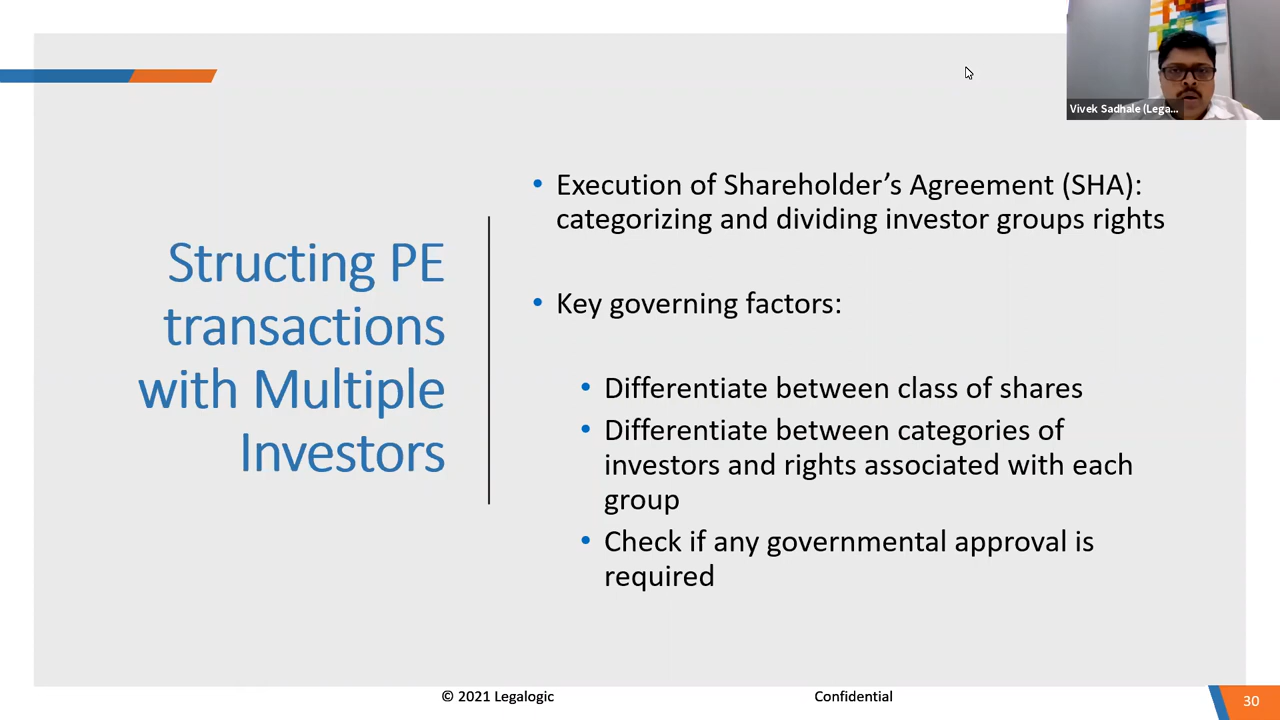 Vivek Sadhale (Lega...
Structing PE
transactions
with Multiple
Investors
• Execution of Shareholder’s Agreement (SHA):
categorizing and dividing investor groups rights
• Key governing factors:
• Differentiate between class of shares
• Differentiate between categories of
investors and rights associated with each
group
• Check if any governmental approval is
required
© 2021 Legalogic
Confidential
30